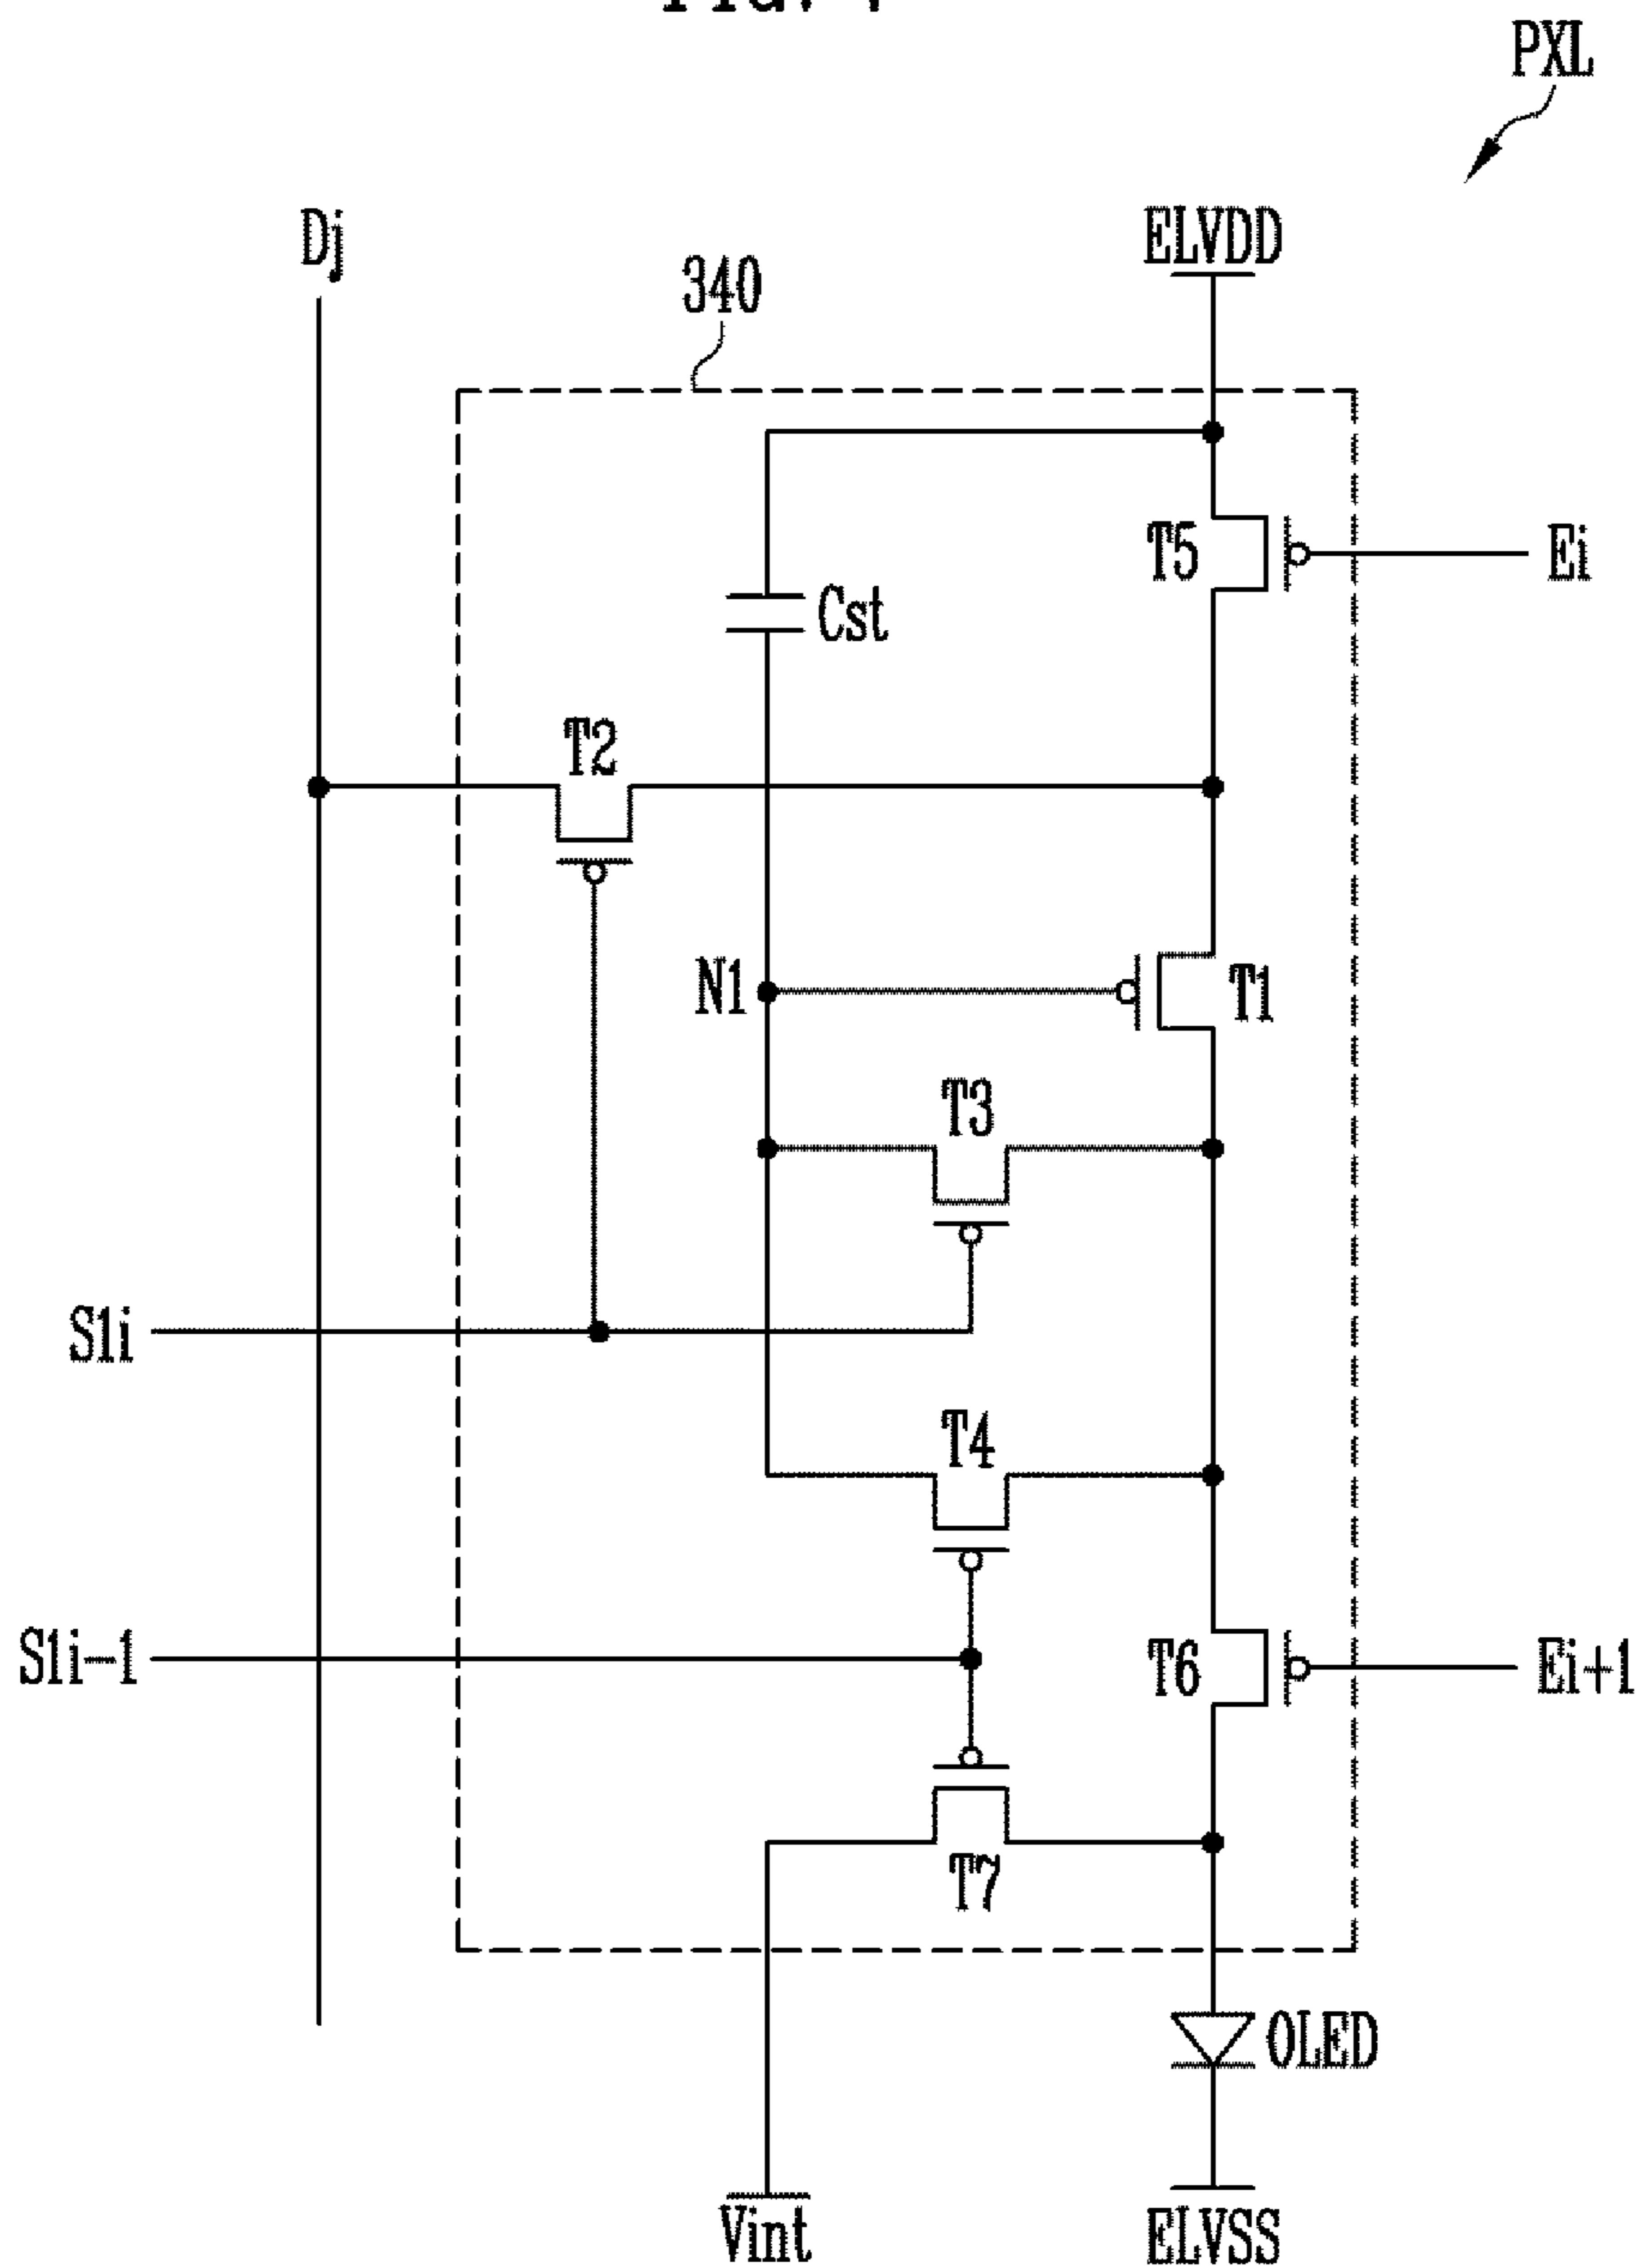 PXL
Dj
ELVDD
340
T5
Ei
Cst
T2
N1
T1
T3
S1i
T4
S1i-1
T6
Ei+1
T7
OLED
Vint
ELVSS